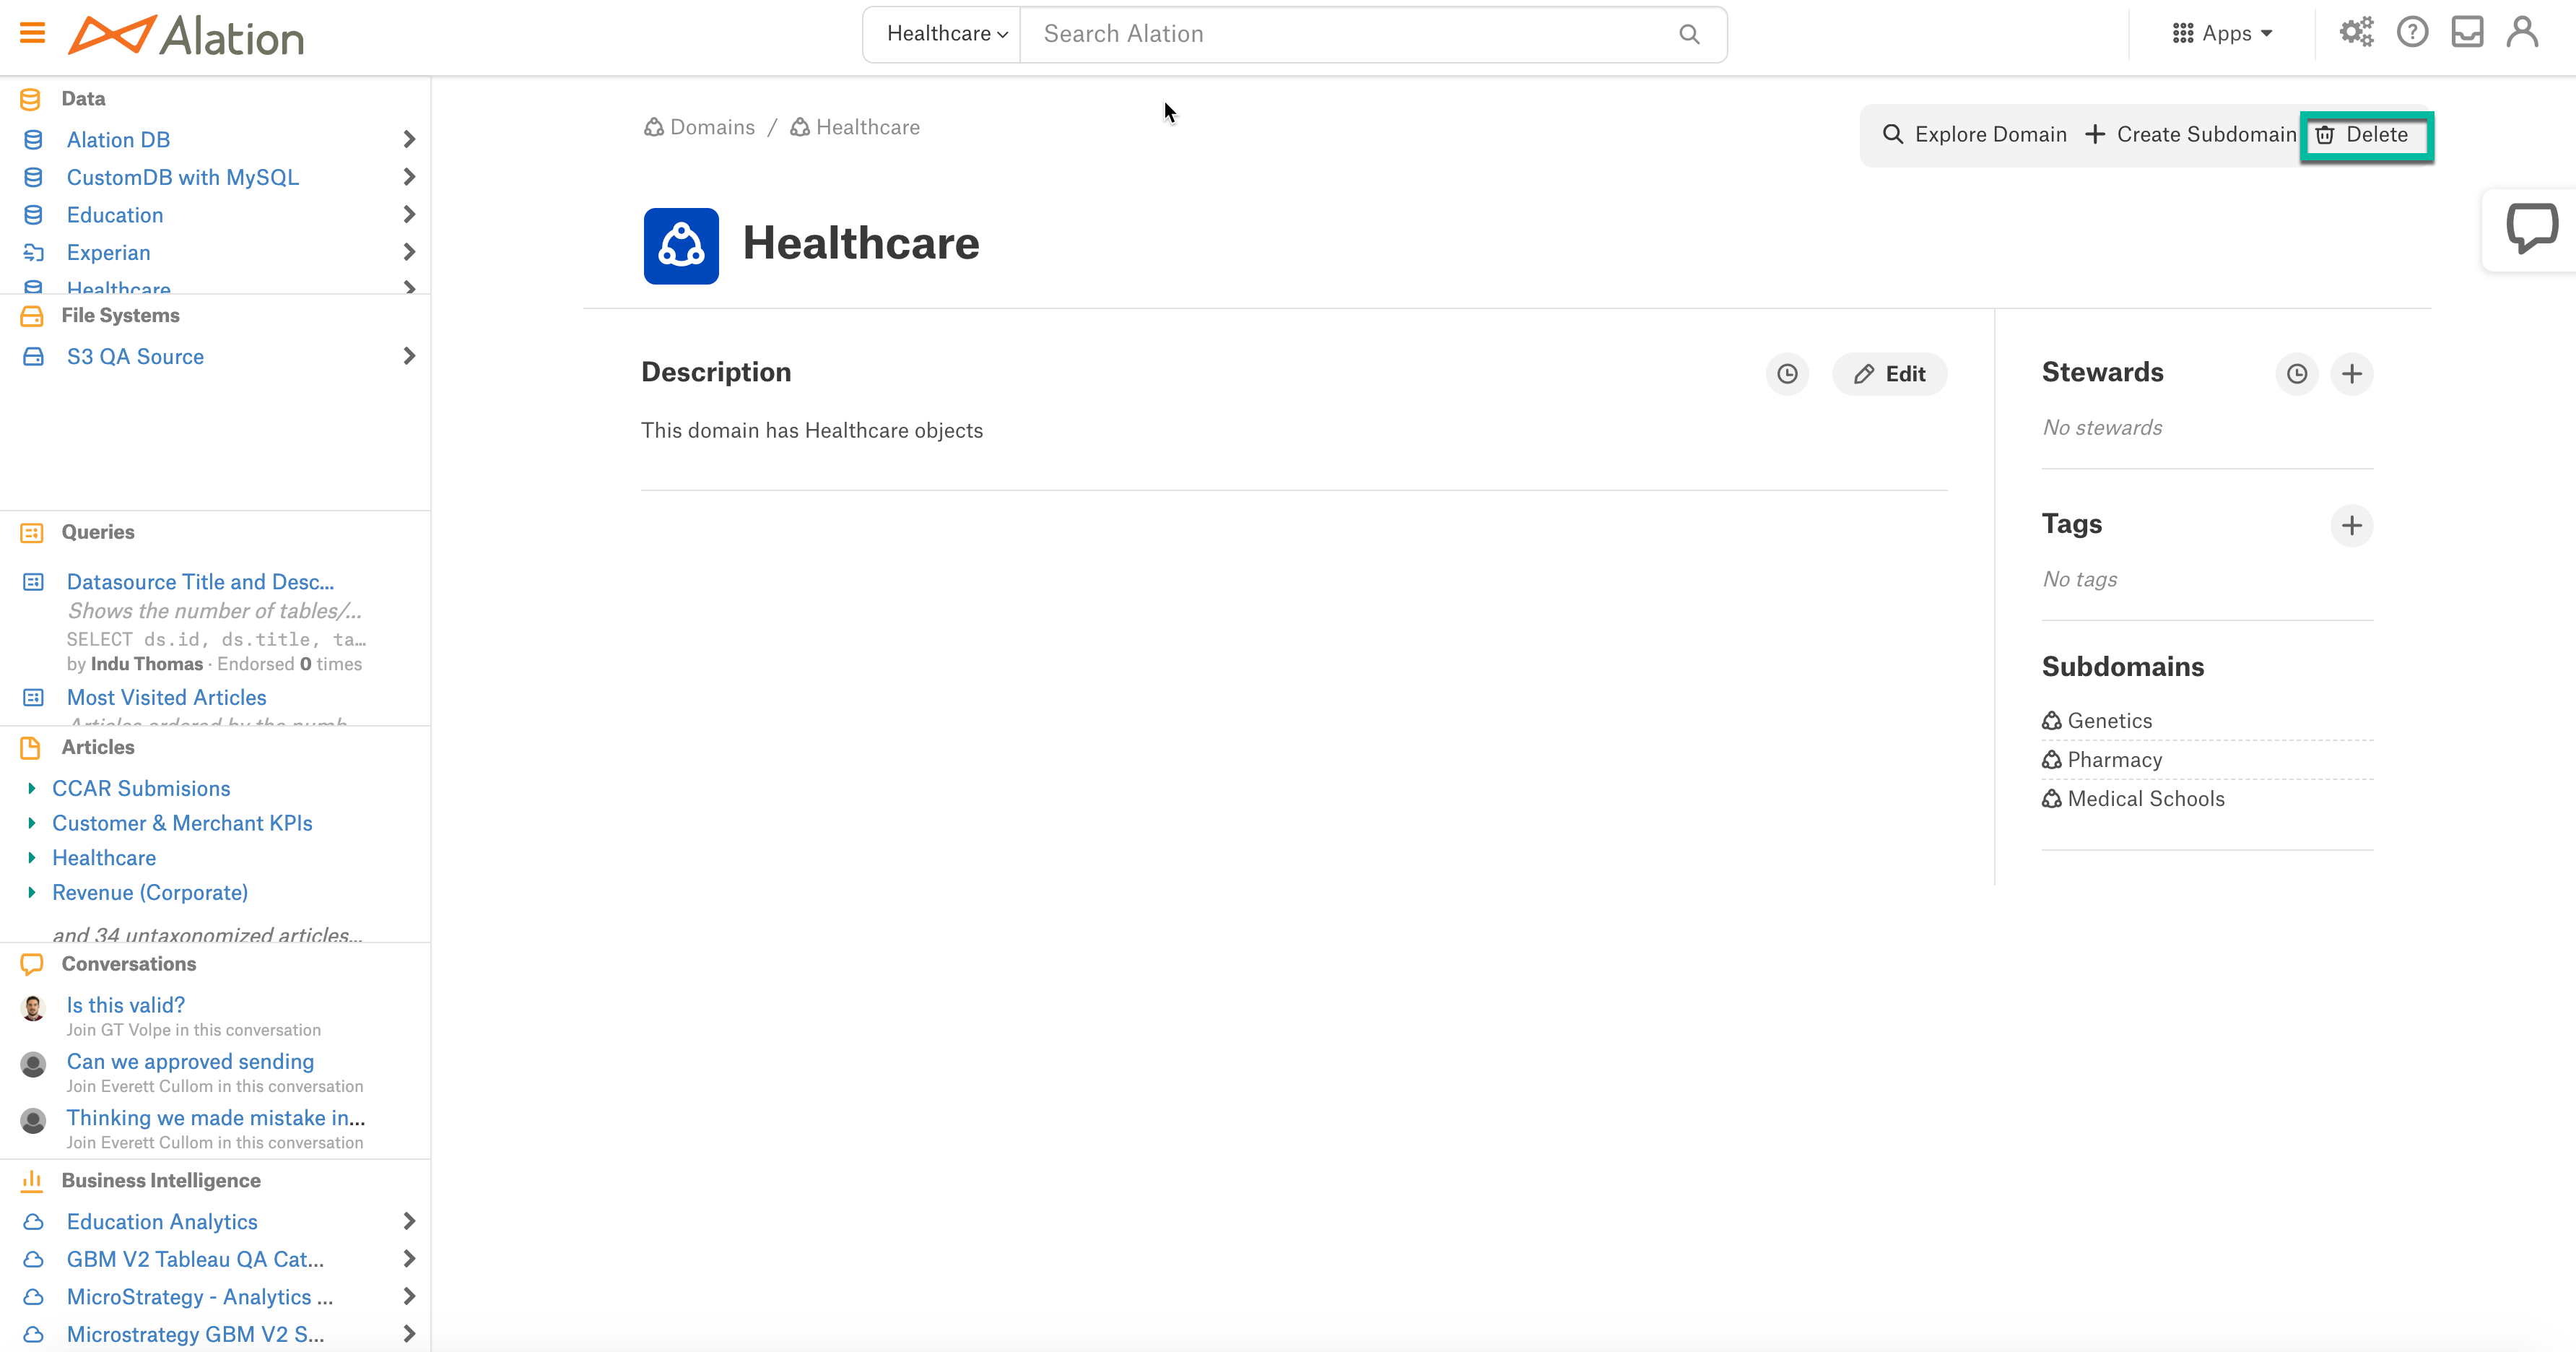 Alation
Healthcare
Search Alation
Apps
Data
Alation DB
CustomDB with MySQL
Education
Experian
Healthcare
File Systems
S3 QA Source
Queries
Datasource Title and Desc...
Shows the number of tables/...
SELECT ds.id, ds.title, ta...
by Indu Thomas · Endorsed 0 times
Most Visited Articles
Articles ordered by the numb
Articles
CCAR Submisions
Customer & Merchant KPIs
Healthcare
Revenue (Corporate)
and 34 untaxonomized articles...
Conversations
Is this valid?
Join GT Volpe in this conversation
Can we approved sending
Join Everett Cullom in this conversation
Thinking we made mistake in...
Join Everett Cullom in this conversation
Business Intelligence
Education Analytics
GBM V2 Tableau QA Cat...
MicroStrategy - Analytics ...
Microstrategy GBM V2 S...
Domains / Healthcare
Explore Domain + Create Subdomain Delete
Healthcare
Description
Edit
This domain has Healthcare objects
Stewards
No stewards
Tags
No tags
Subdomains
Genetics
Pharmacy
Medical Schools